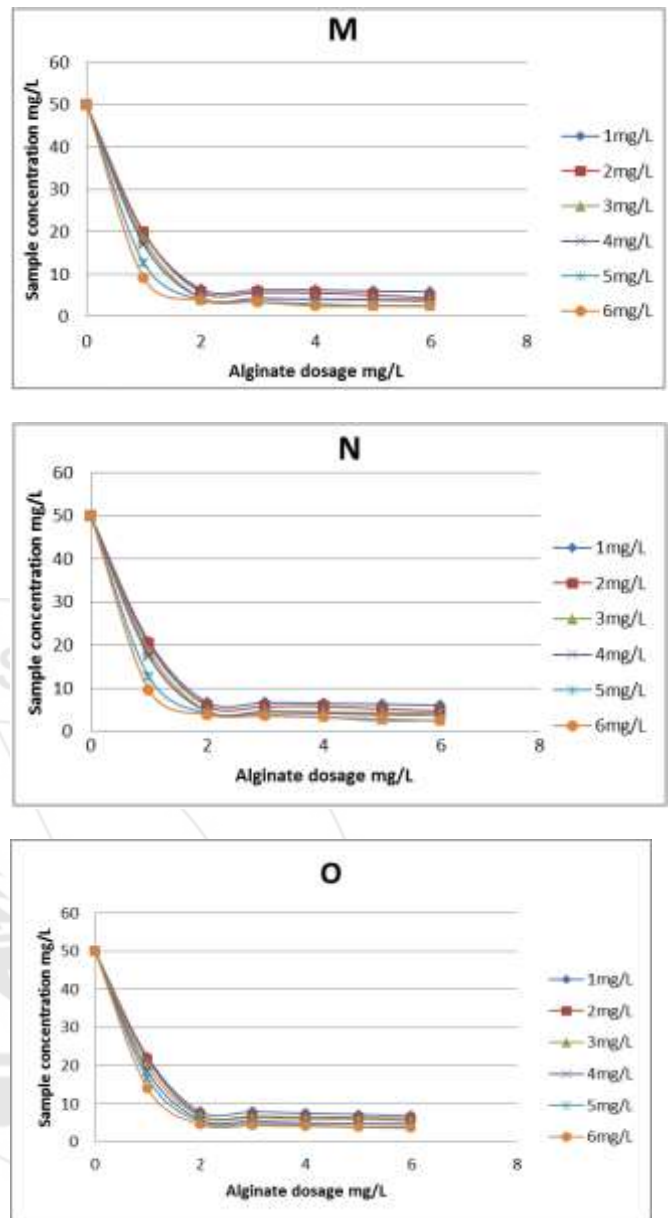 M
Sample concentration mg/L
60
50
40
30
20
10
0
0 2 4 6 8
Alginate dosage mg/L
1mg/L
2mg/L
3mg/L
4mg/L
5mg/L
6mg/L
N
Sample concentration mg/L
60
50
40
30
20
10
0
0 2 4 6 8
Alginate dosage mg/L
1mg/L
2mg/L
3mg/L
4mg/L
5mg/L
6mg/L
O
Sample concentration mg/L
60
50
40
30
20
10
0
0 2 4 6 8
Alginate dosage mg/L
1mg/L
2mg/L
3mg/L
4mg/L
5mg/L
6mg/L